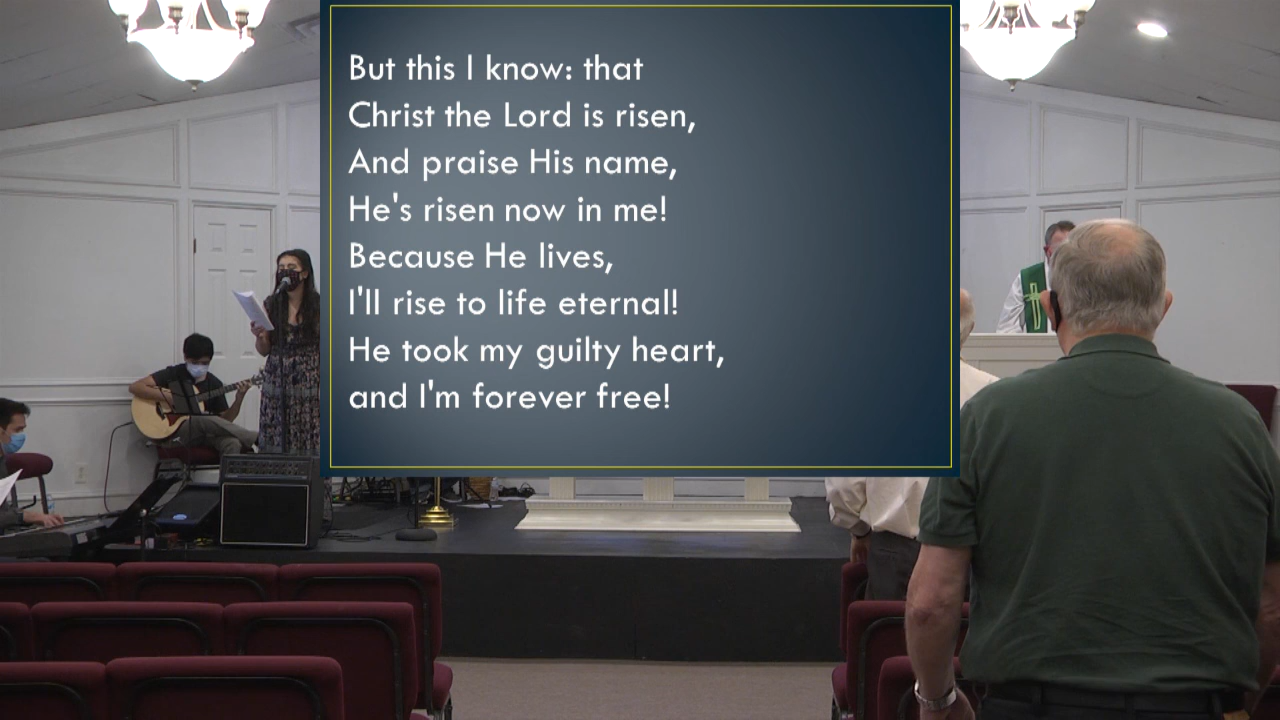 But this I know: that
Christ the Lord is risen,
And praise His name,
He's risen now in me!
Because He lives,
I'll rise to life eternal!
He took my guilty heart,
and I'm forever free!